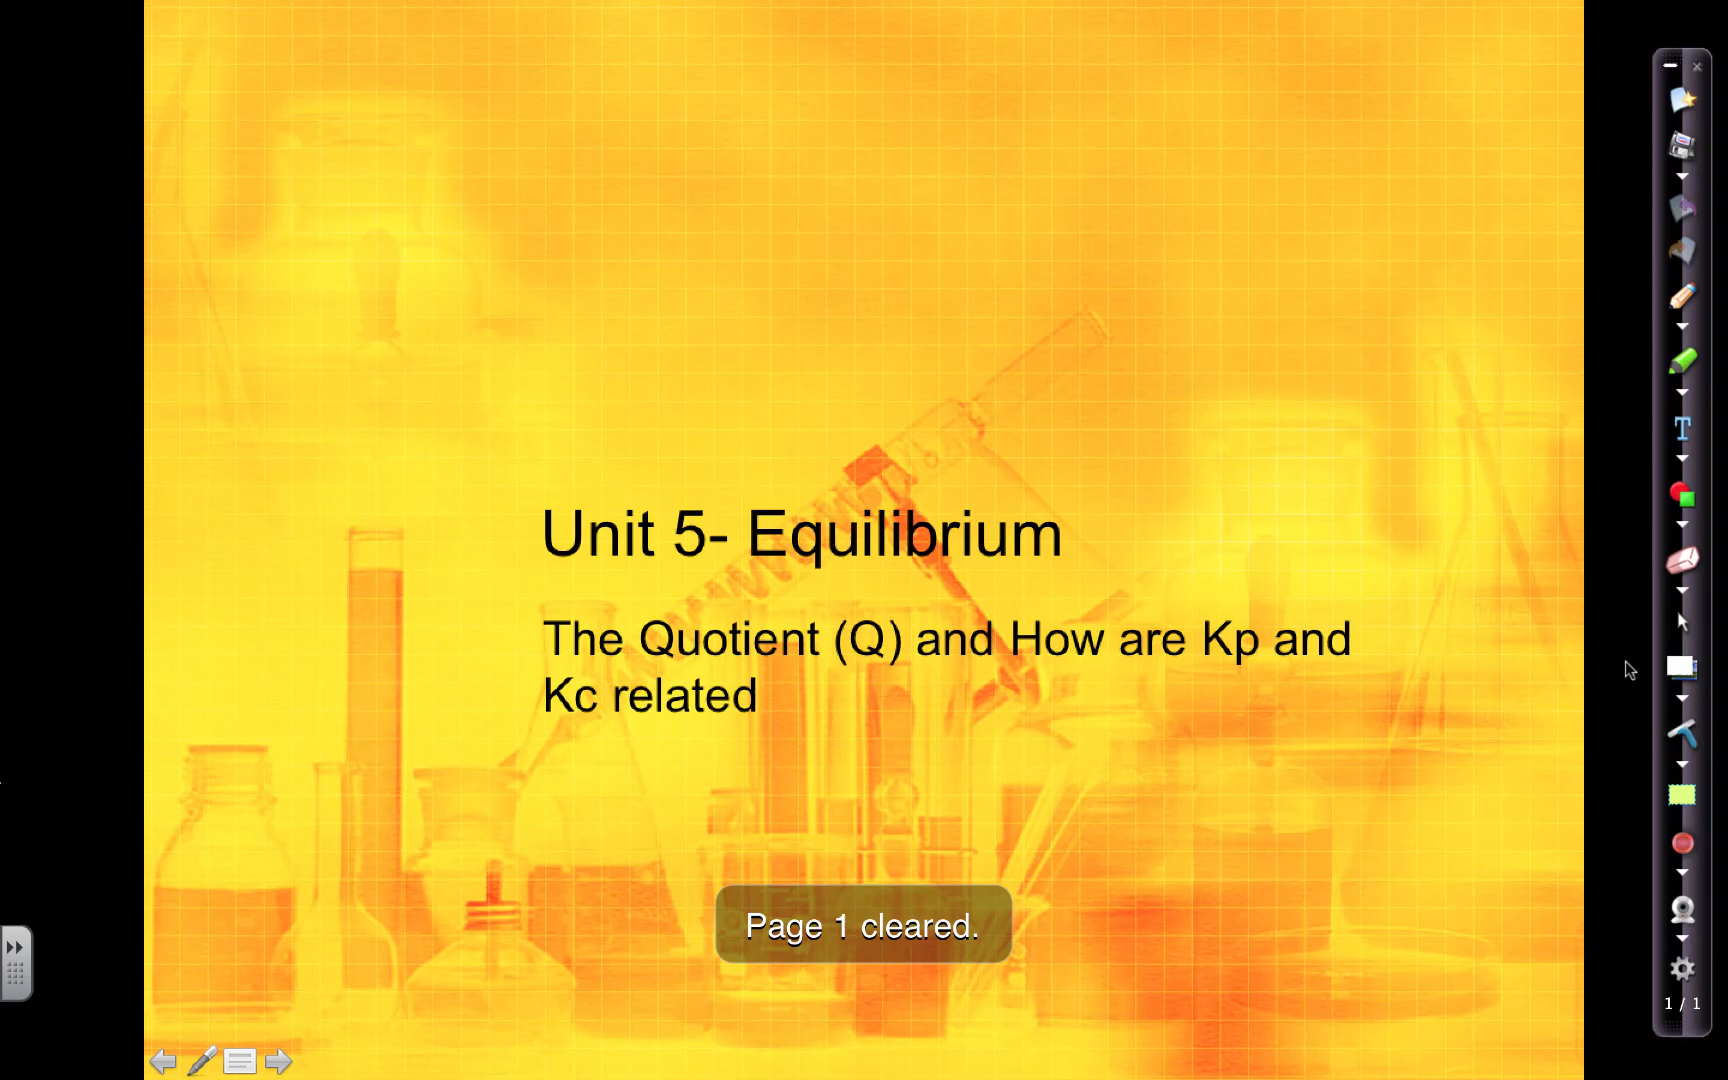 Unit 5- Equilibrium
The Quotient (Q) and How are Kp and
Kc related
Page 1 cleared.
T
1 / 1